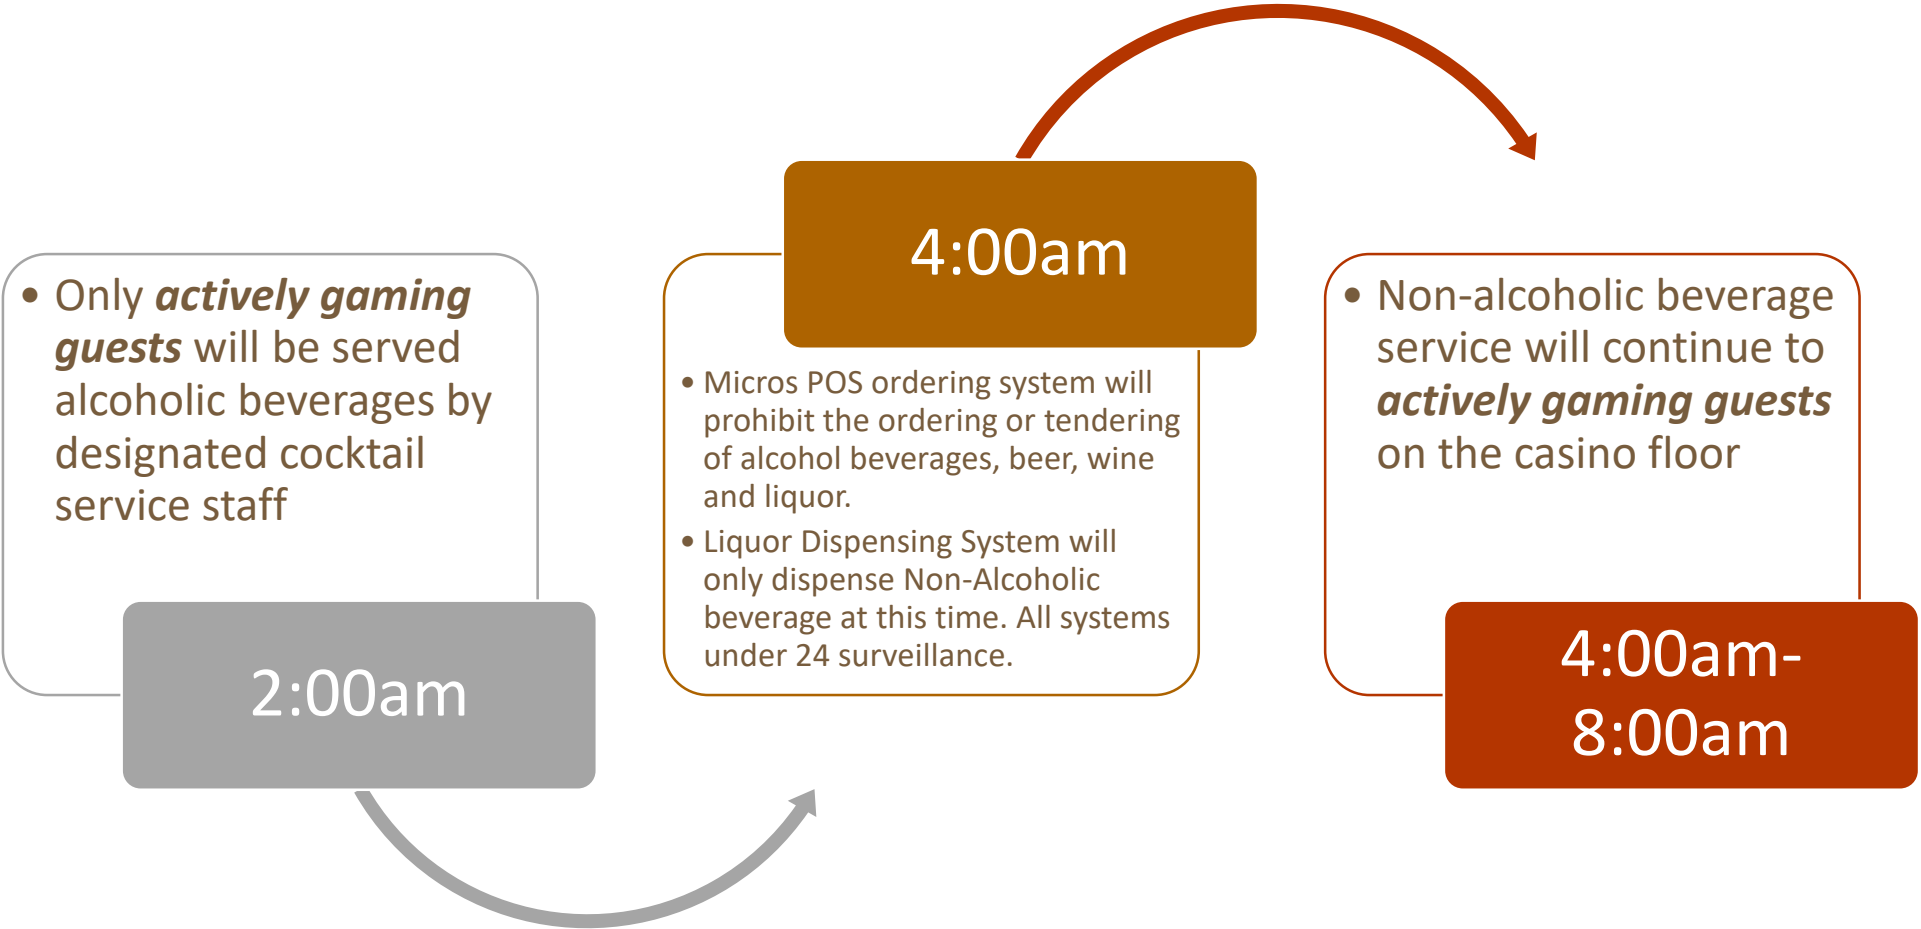 • Only actively gaming
guests will be served
alcoholic beverages by
designated cocktail
service staff
2:00am
4:00am
• Micros POS ordering system will
prohibit the ordering or tendering
of alcohol beverages, beer, wine
and liquor.
• Liquor Dispensing System will
only dispense Non-Alcoholic
beverage at this time. All systems
under 24 surveillance.
• Non-alcoholic beverage
service will continue to
actively gaming guests
on the casino floor
4:00am-
8:00am